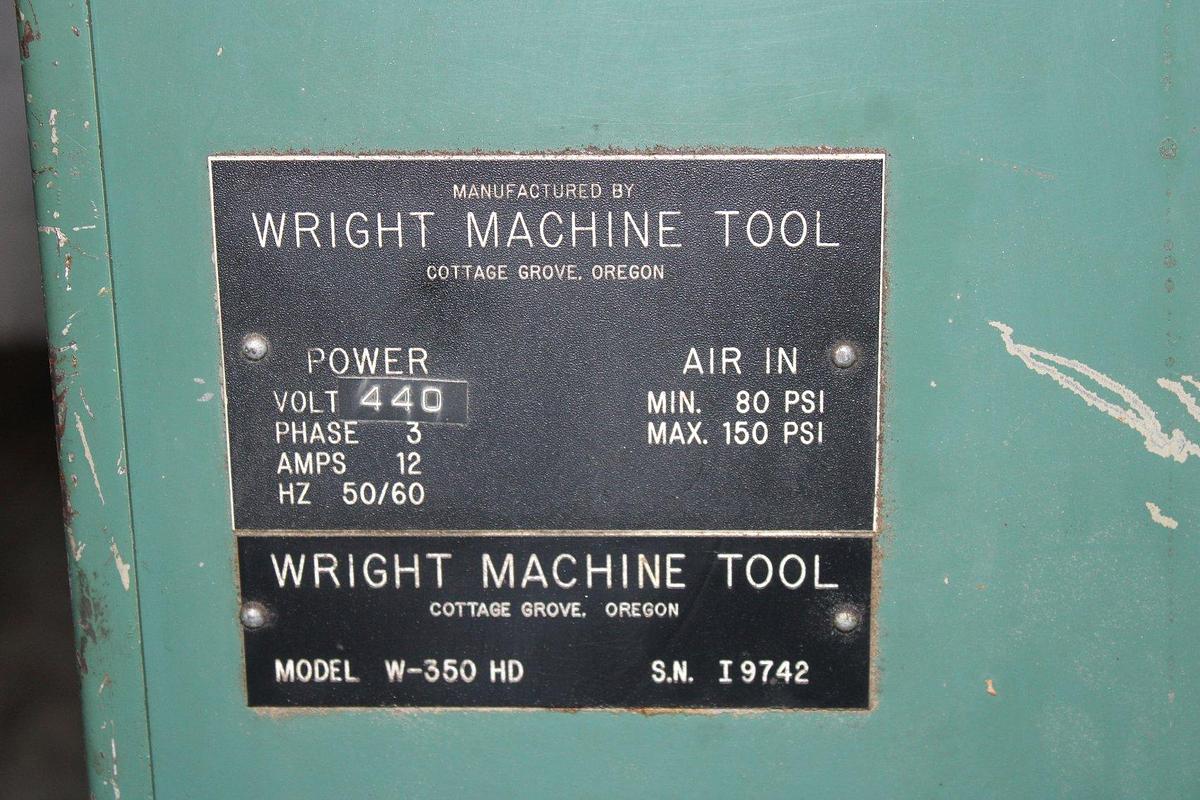 MANUFACTURED BY
WRIGHT MACHINE TOOL
COTTAGE GROVE, OREGON
POWER
VOLT 440
PHASE 3
AMPS 12
HZ 50/60
AIR IN
MIN. 80 PSI
MAX. 150 PSI
WRIGHT MACHINE TOOL
COTTAGE GROVE, OREGON
MODEL W-350 HD
S.N. I9742